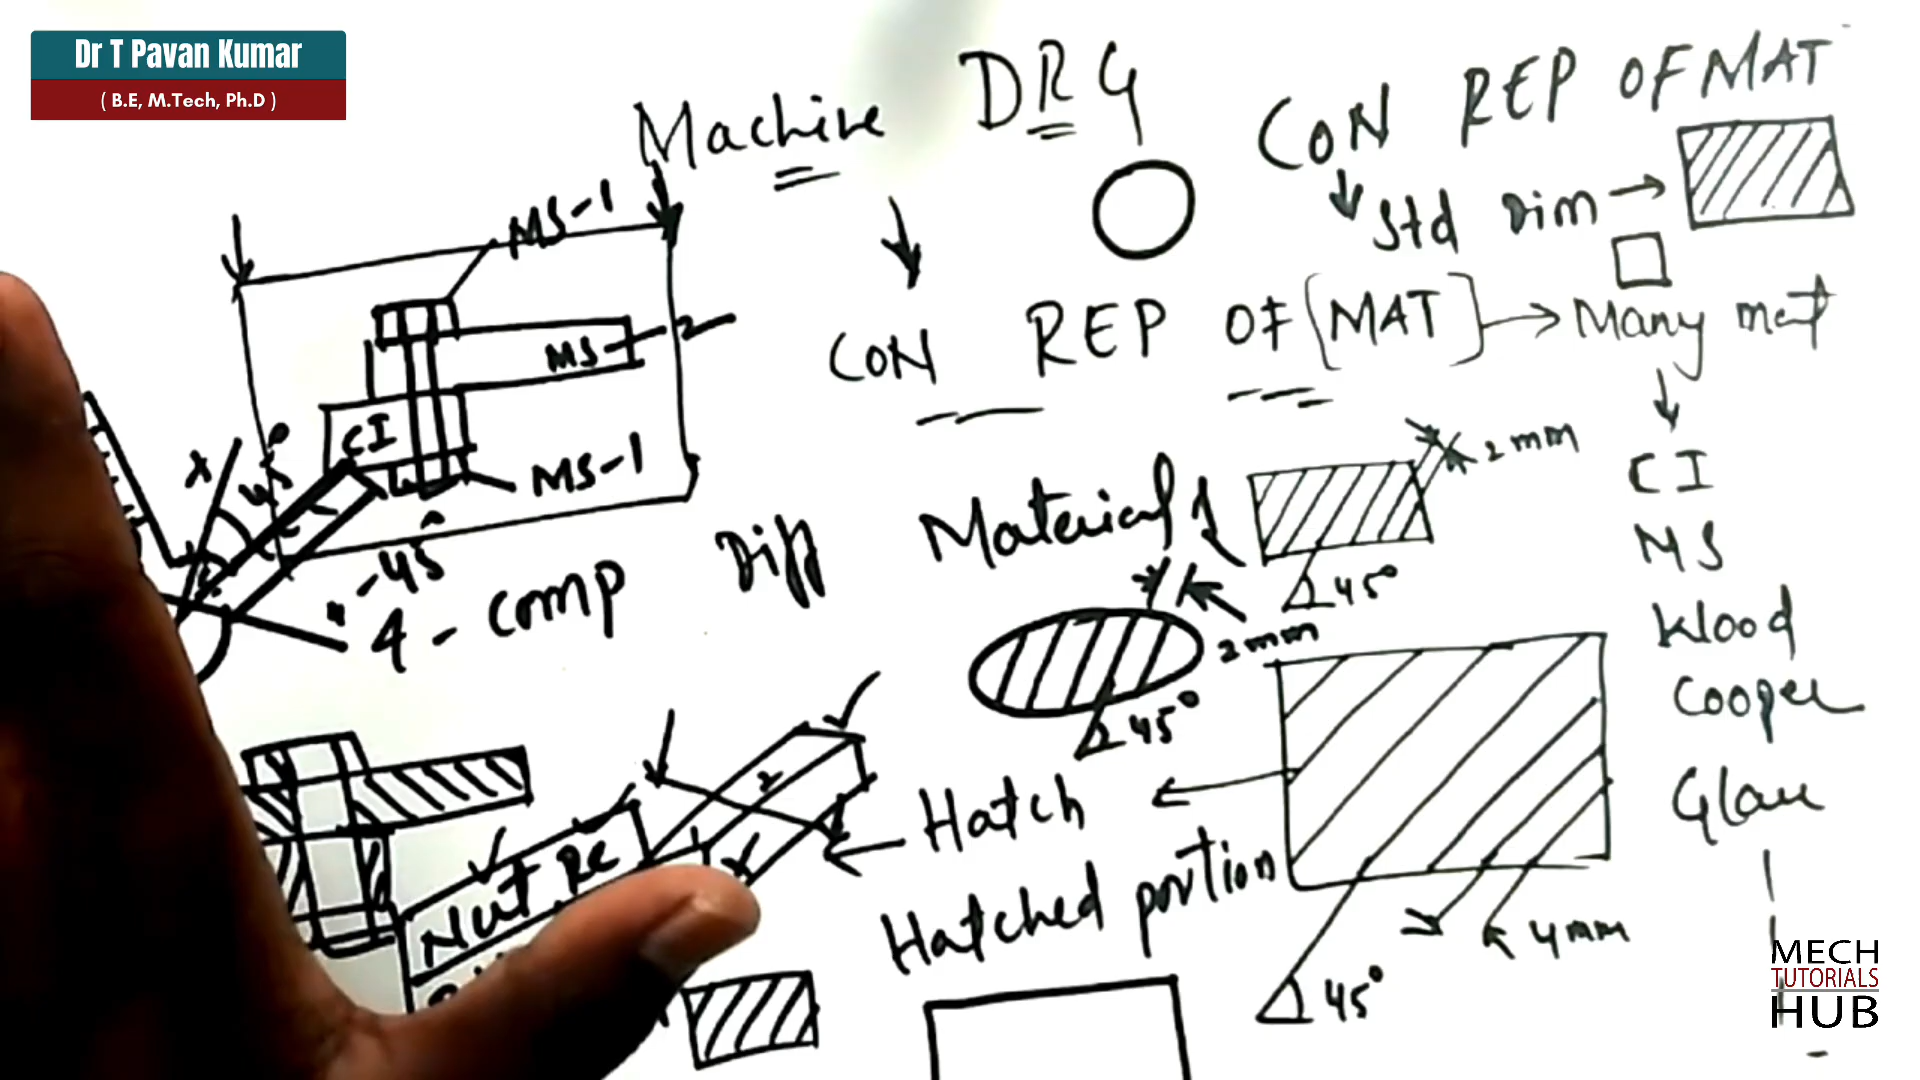 Dr T Pavan Kumar
( B.E, M.Tech, Ph.D )
Machine DRG
CON REP OF MAT
Std Dim
CON REP OF [MAT] Many mat
MS-1
MS-2
CI
MS-1
45°
-45°
4 - comp Diff Material
2mm
45°
2mm
45°
CI
MS
Wood
Cooper
Glass
Hatch
Hatched portion
4mm
45°
NUT
2
MECH
TUTORIALS
HUB